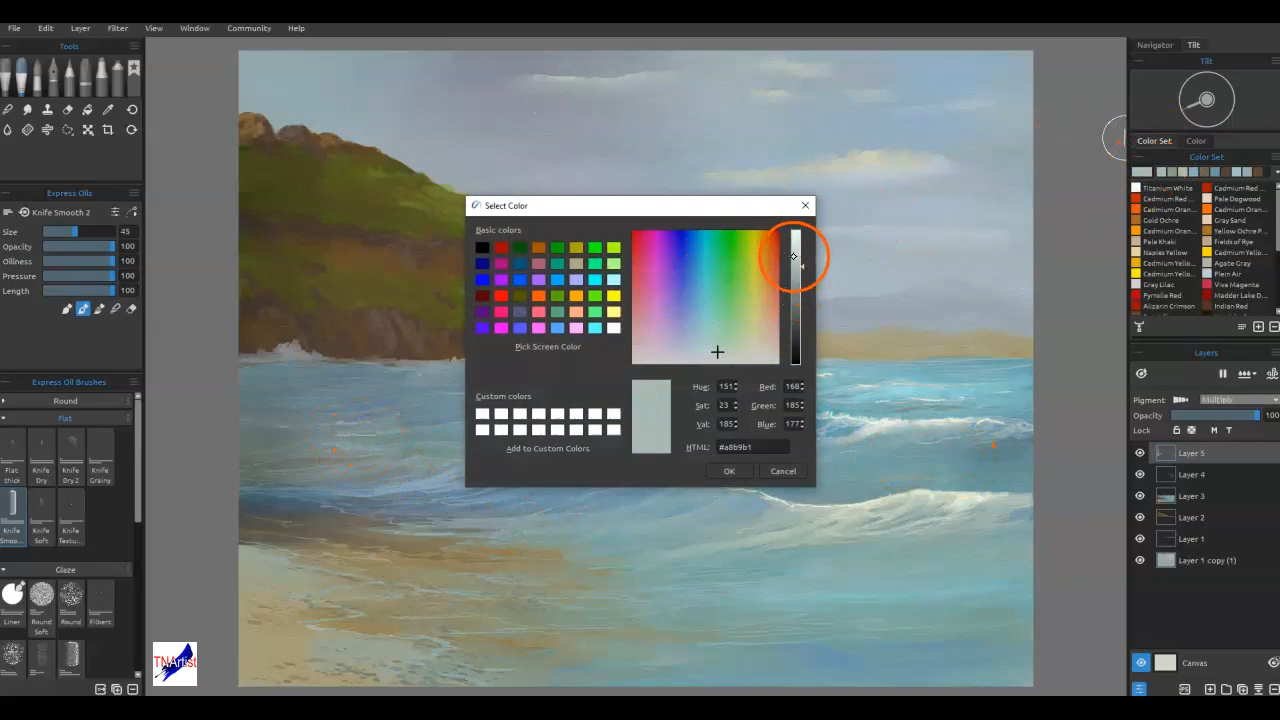 File Edit Layer Filter View Window Community Help
Tools
Express Oils
Knife Smooth 2
Size 45
Opacity 100
Oiliness 100
Pressure 100
Length 100
Express Oil Brushes
Round
Flat
Flat thick
Knife Dry
Knife Dry 2
Knife Grainy
Knife Smoo...
Knife Soft
Knife Textu...
Glaze
Liner
Round Soft
Round
Filbert
TNArtist
Select Color
Basic colors
Pick Screen Color
Custom colors
Add to Custom Colors
Hue: 151 Red: 168
Sat: 23 Green: 185
Val: 185 Blue: 177
HTML: #a8b9b1
OK Cancel
Navigator Tilt
Tilt
Color Set Color
Color Set
Titanium White Cadmium Red ...
Cadmium Red ... Pale Dogwood
Cadmium Oran... Cadmium Oran...
Gold Ochre Gray Sand
Cadmium Oran... Yellow Ochre P...
Pale Khaki Fields of Rye
Naples Yellow Cadmium Yello...
Cadmium Yello... Agate Gray
Cadmium Yello... Plein Air
Gray Lilac Viva Magenta
Pyrrolla Red Madder Lake D...
Alizarin Crimson Indian Red
Layers
Pigment Multiply
Opacity 100
Lock M T
Layer 5
Layer 4
Layer 3
Layer 2
Layer 1
Layer 1 copy (1)
Canvas
PS